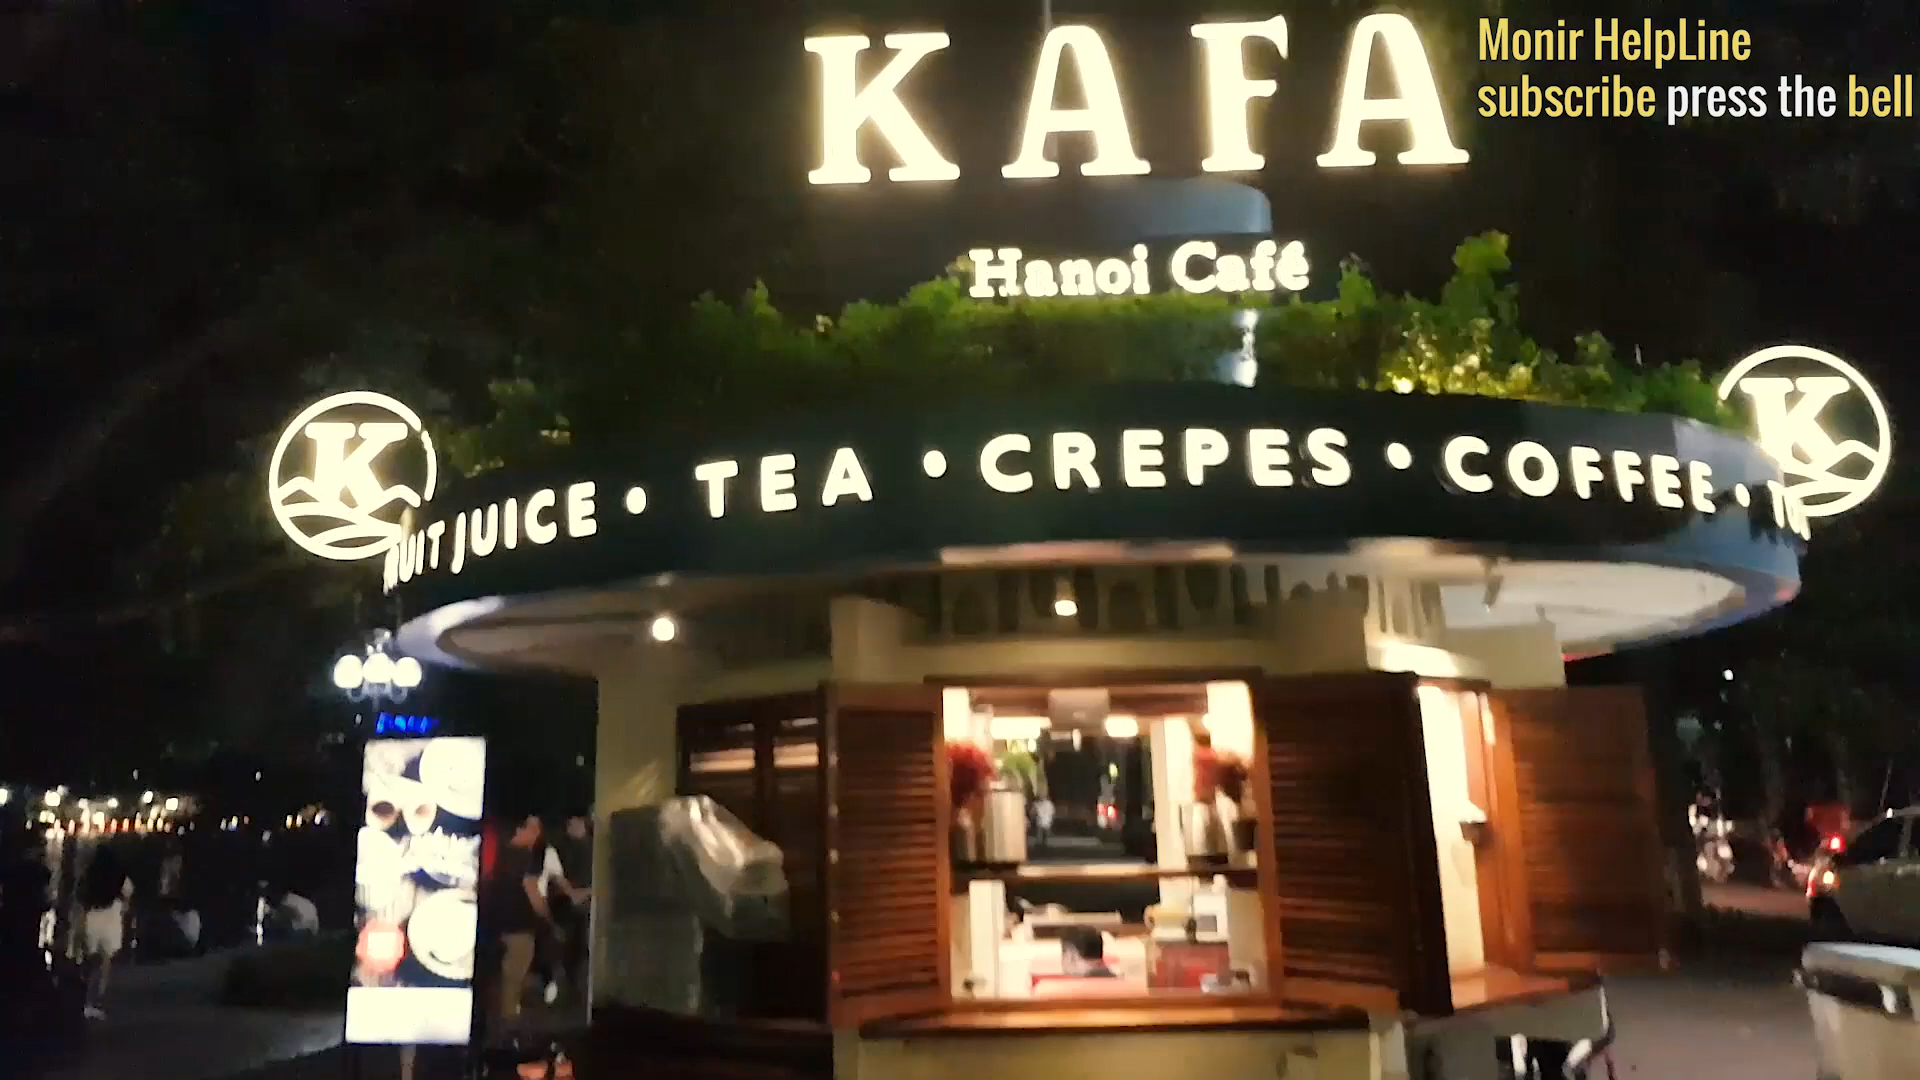 KAFA
Monir HelpLine
subscribe press the bell
Hanoi Café
K
K
JUICE • TEA • CREPES • COFFEE •